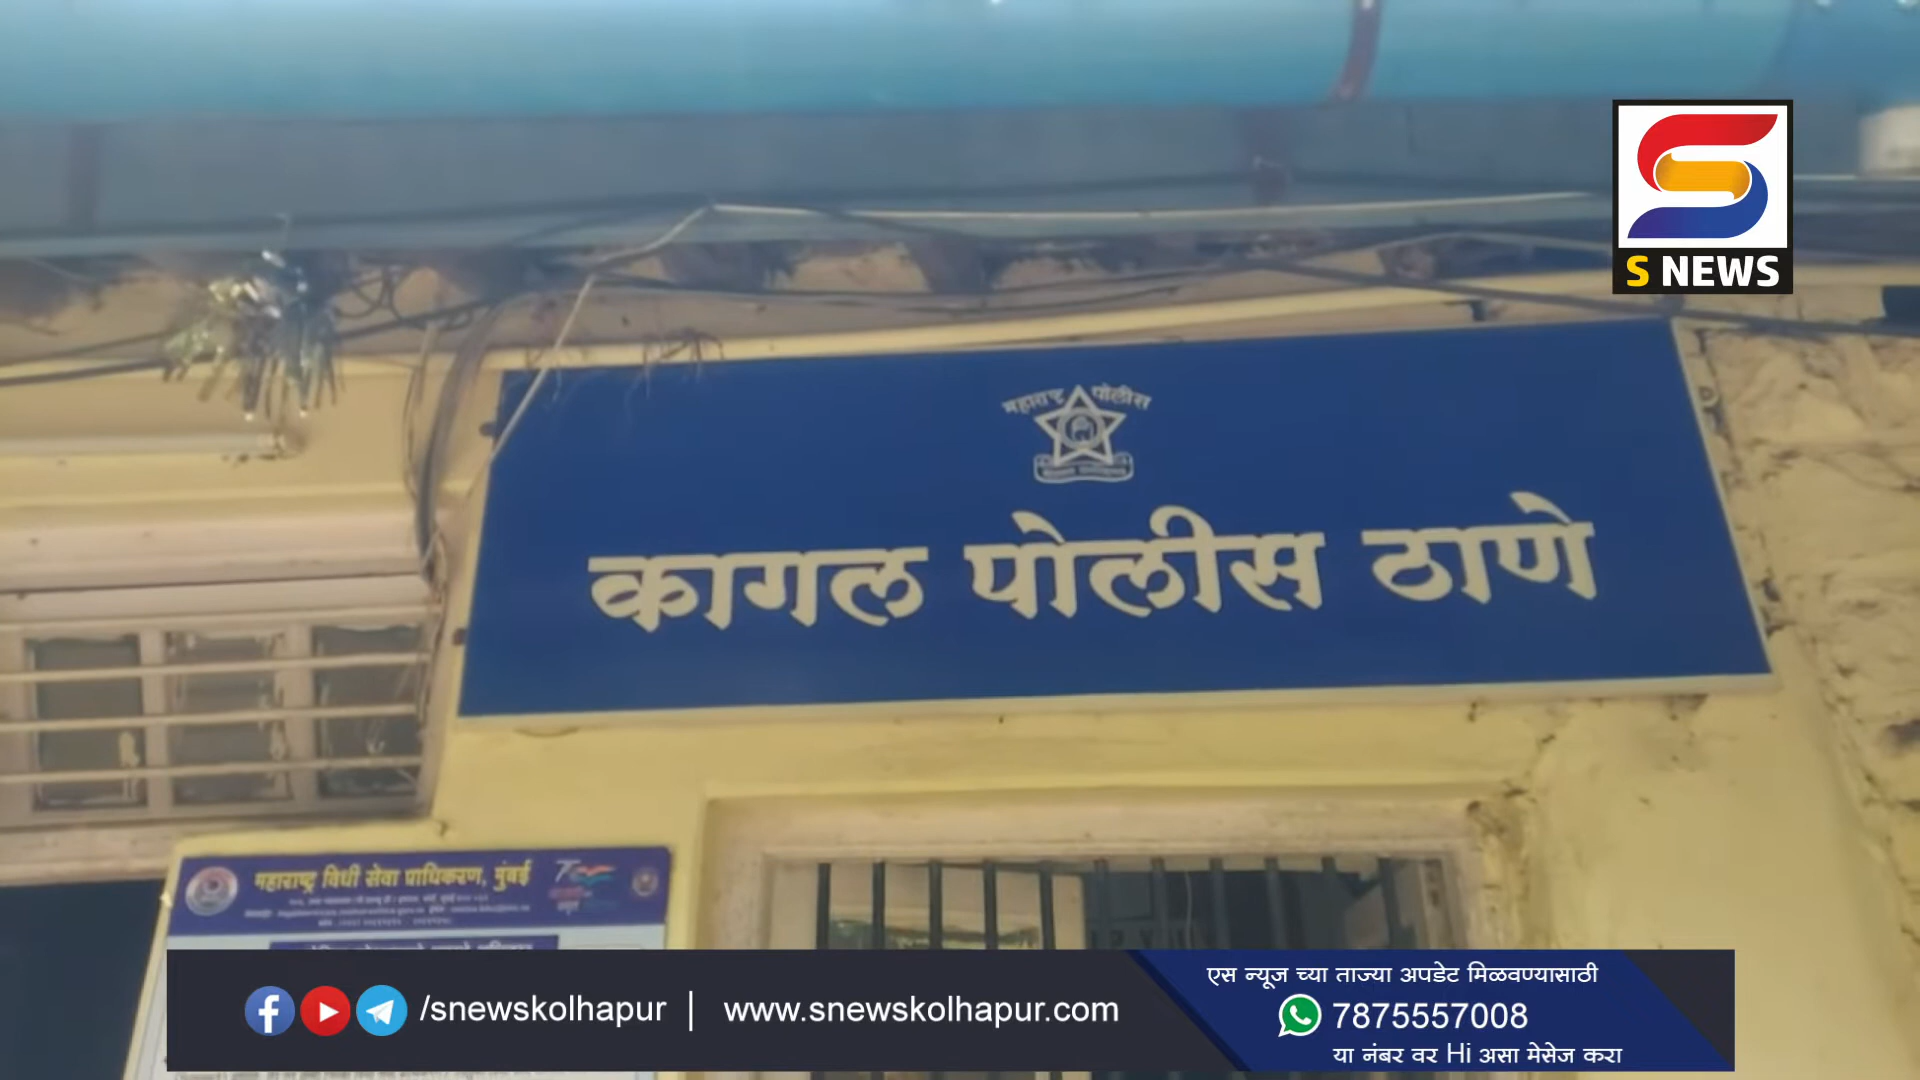 S NEWS
महाराष्ट्र पोलीस
कागल पोलीस ठाणे
महाराष्ट्र विधी सेवा प्राधिकरण, मुंबई
/snewskolhapur | www.snewskolhapur.com
एस न्यूज च्या ताज्या अपडेट मिळवण्यासाठी
7875557008
या नंबर वर Hi असा मेसेज करा